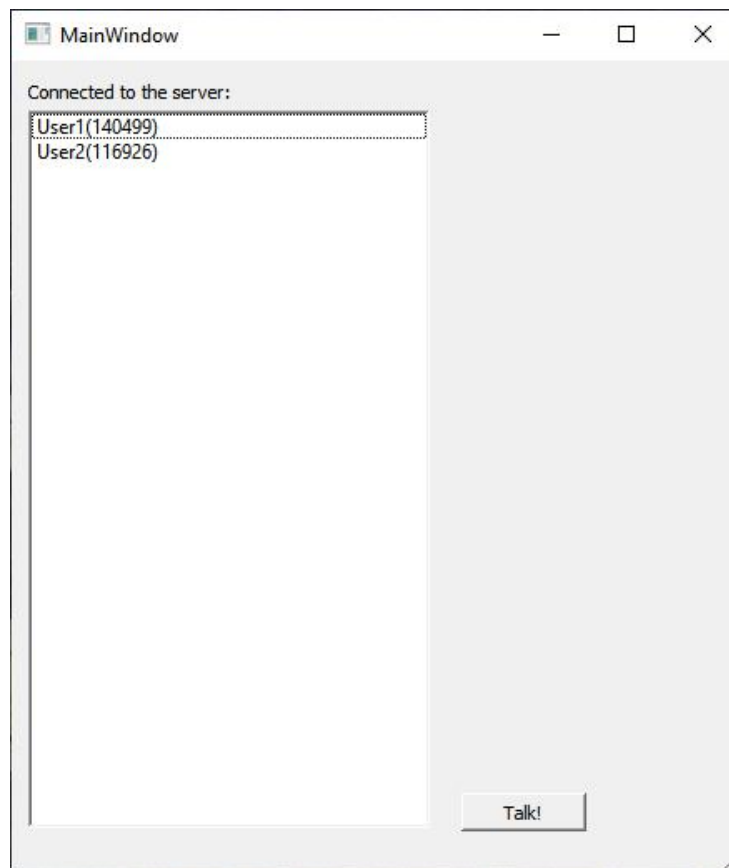 MainWindow
Connected to the server:
User1(140499)
User2(116926)
Talk!